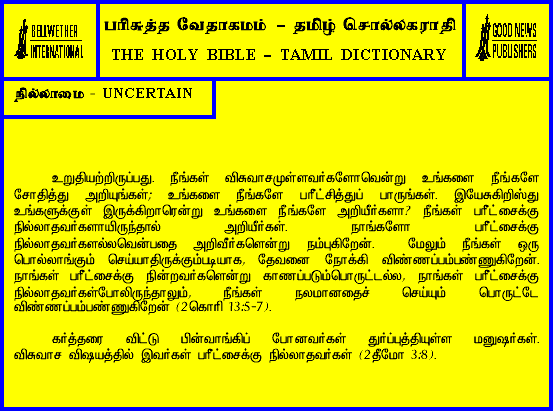 BELLWETHER
INTERNATIONAL
பரிசுத்த வேதாகமம் - தமிழ் சொல்லகராதி
THE HOLY BIBLE – TAMIL DICTIONARY
GOOD NEWS
PUBLISHERS
நில்லாமை - UNCERTAIN
உறுதியற்றிருப்பது. நீங்கள் விசுவாசமுள்ளவர்களோவென்று உங்களை நீங்களே
சோதித்து அறியுங்கள்; உங்களை நீங்களே பரீட்சித்துப் பாருங்கள். இயேசுகிறிஸ்து
உங்களுக்குள் இருக்கிறாரென்று உங்களை நீங்களே அறியீர்களா? நீங்கள் பரீட்சைக்கு
நில்லாதவர்களாயிருந்தால் அறியீர்கள். நாங்களோ பரீட்சைக்கு
நில்லாதவர்களல்லவென்பதை அறிவீர்களென்று நம்புகிறேன். மேலும் நீங்கள் ஒரு
பொல்லாங்கும் செய்யாதிருக்கும்படியாக, தேவனை நோக்கி விண்ணப்பம்பண்ணுகிறேன்.
நாங்கள் பரீட்சைக்கு நின்றவர்களென்று காணப்படும்பொருட்டல்ல, நாங்கள் பரீட்சைக்கு
நில்லாதவர்கள்போலிருந்தாலும், நீங்கள் நலமானதைச் செய்யும் பொருட்டே
விண்ணப்பம்பண்ணுகிறேன் (2கொரி 13:5-7).
கர்த்தரை விட்டு பின்வாங்கிப் போனவர்கள் துர்ப்புத்தியுள்ள மனுஷர்கள்.
விசுவாச விஷயத்தில் இவர்கள் பரீட்சைக்கு நில்லாதவர்கள் (2தீமோ 3:8).